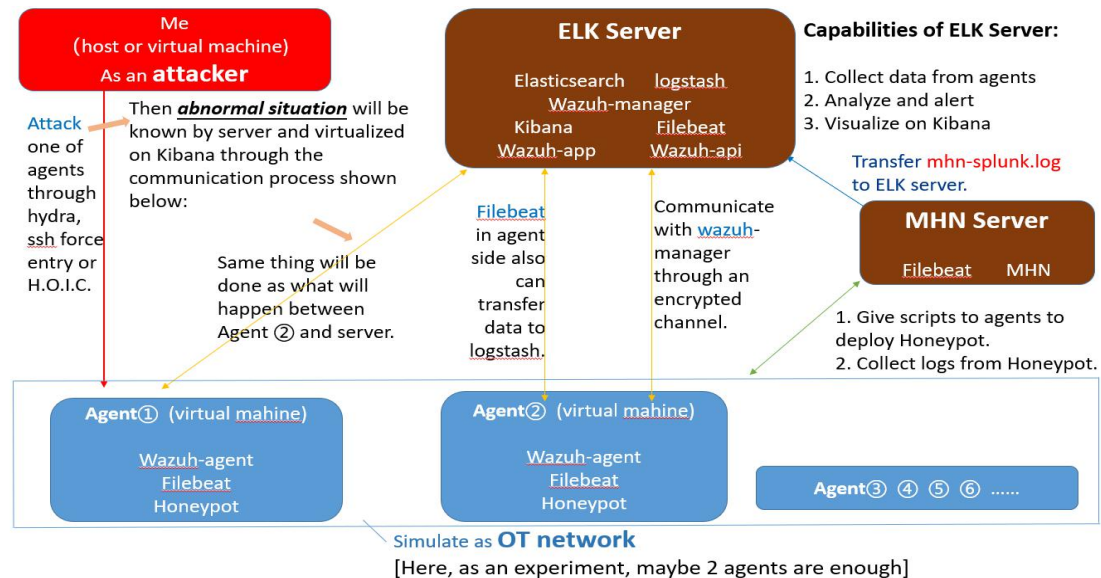 Me
(host or virtual machine)
As an attacker
ELK Server
Elasticsearch logstash
Wazuh-manager
Kibana Filebeat
Wazuh-app Wazuh-api
Capabilities of ELK Server:
1. Collect data from agents
2. Analyze and alert
3. Visualize on Kibana
Attack
one of
agents
through
hydra,
ssh force
entry or
H.O.I.C.
Then abnormal situation will be
known by server and virtualized
on Kibana through the
communication process shown
below:
Same thing will be
done as what will
happen between
Agent ② and server.
Filebeat
in agent
side also
can
transfer
data to
logstash.
Communicate
with wazuh-
manager
through an
encrypted
channel.
Transfer mhn-splunk.log
to ELK server.
MHN Server
Filebeat MHN
1. Give scripts to agents to
deploy Honeypot.
2. Collect logs from Honeypot.
Agent① (virtual mahine)
Wazuh-agent
Filebeat
Honeypot
Agent② (virtual mahine)
Wazuh-agent
Filebeat
Honeypot
Agent③ ④ ⑤ ⑥ ......
Simulate as OT network
[Here, as an experiment, maybe 2 agents are enough]